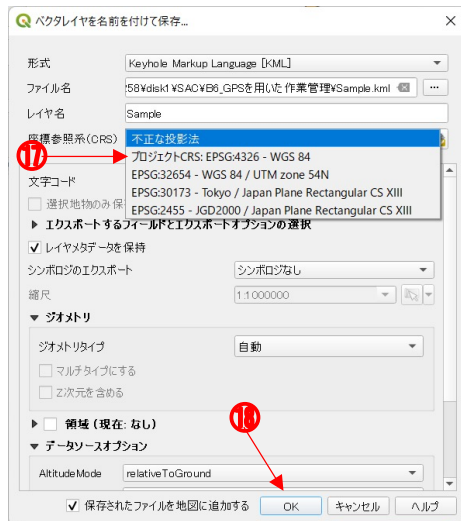 ベクタレイヤを名前を付けて保存...
形式 Keyhole Markup Language [KML]
ファイル名 :58¥disk1¥SAC¥B6_GPSを用いた作業管理¥Sample.kml ...
レイヤ名 Sample
座標参照系(CRS) 不正な投影法
⑰ プロジェクトCRS: EPSG:4326 - WGS 84
EPSG:32654 - WGS 84 / UTM zone 54N
文字コード
EPSG:30173 - Tokyo / Japan Plane Rectangular CS XIII
選択地物のみ保
EPSG:2455 - JGD2000 / Japan Plane Rectangular CS XIII
エクスポートするフィールドとエクスポートオプションの選択
レイヤメタデータを保持
シンボロジのエクスポート シンボロジなし
縮尺 1:1000000
ジオメトリ
ジオメトリタイプ 自動
マルチタイプにする
Z次元を含める
領域 (現在: なし) ⑱
データソースオプション
AltitudeMode relativeToGround
保存されたファイルを地図に追加する OK キャンセル ヘルプ